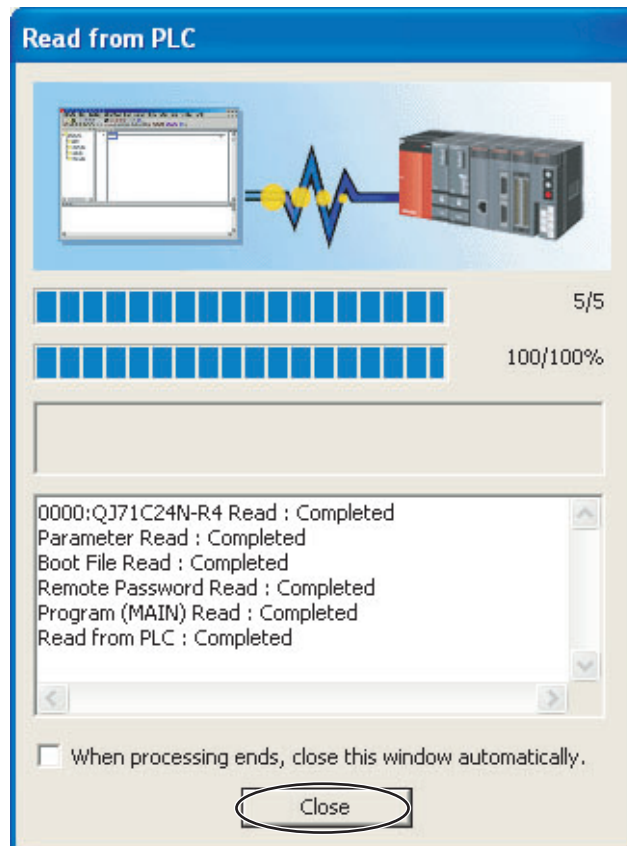 Read from PLC
5/5
100/100%
0000:QJ71C24N-R4 Read : Completed
Parameter Read : Completed
Boot File Read : Completed
Remote Password Read : Completed
Program (MAIN) Read : Completed
Read from PLC : Completed
When processing ends, close this window automatically.
Close